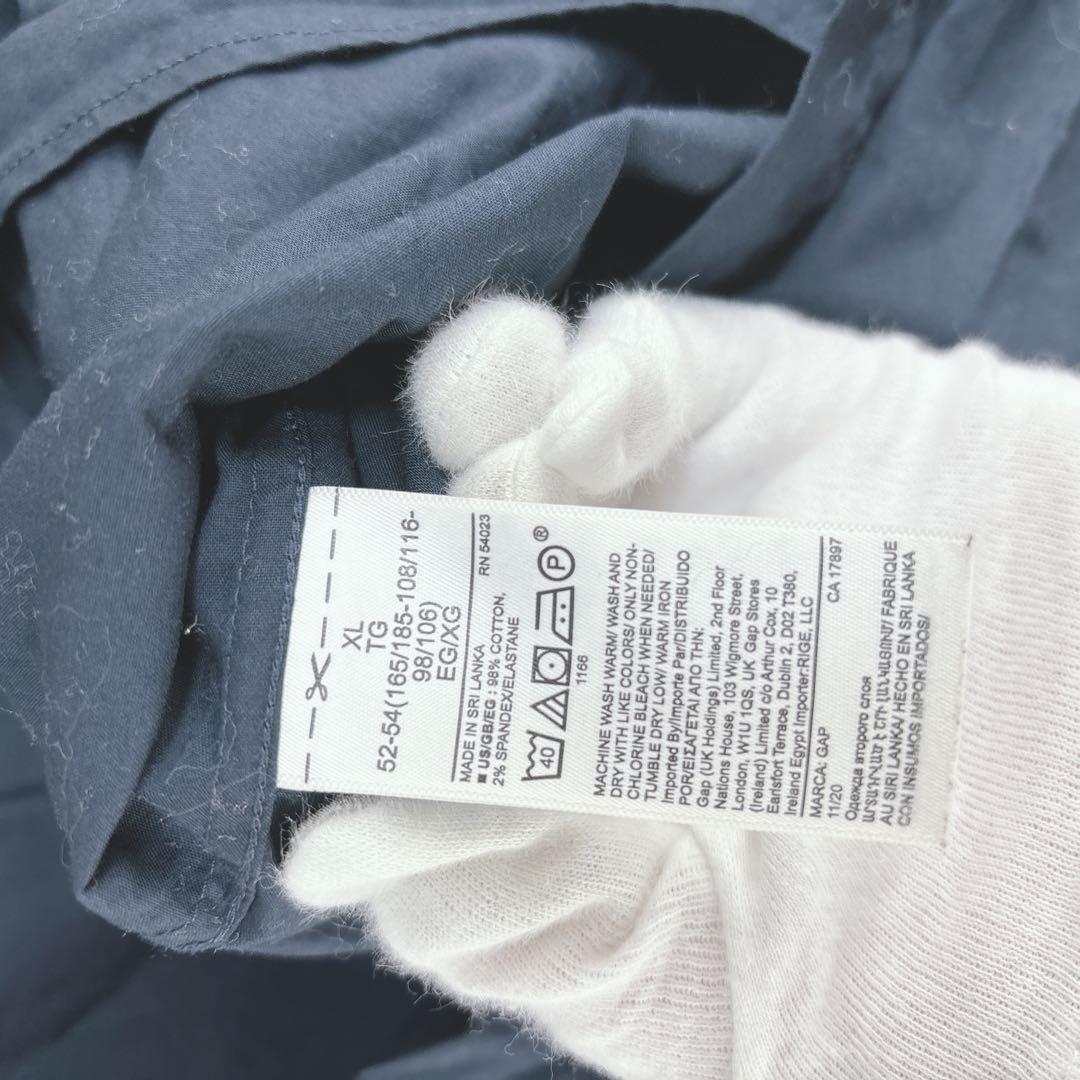 XL
TG
52-54(165/185-108/116-
98/106)
EG/XG
RN 54023
MADE IN SRI LANKA
■ US/GB/EG : 98% COTTON,
2% SPANDEX/ELASTANE
40 P®
1166
MACHINE WASH WARM/ WASH AND
DRY WITH LIKE COLORS/ ONLY NON-
CHLORINE BLEACH WHEN NEEDED/
TUMBLE DRY LOW/ WARM IRON
Imported By/Importe Par/DISTRIBUIDO
POR/ΕΙΣΑΓΕΤΑΙ ΑΠΟ ΤΗΝ:
Gap (UK Holdings) Limited, 2nd Floor
Nations House, 103 Wigmore Street,
London, W1U 1QS, UK Gap Stores
(Ireland) Limited c/o Arthur Cox, 10
Earlsfort Terrace, Dublin 2, D02 T380,
Ireland Egypt Importer:RIGE, LLC
CA 17897
MARCA: GAP
11/20
Одежда второго слоя
ԱՐՏԱԴՐՎԱԾ Է ՇՐԻ ԼԱՆԿԱՅՈՒՄ/ FABRIQUE
AU SRI LANKA/ HECHO EN SRI LANKA
CON INSUMOS IMPORTADOS/